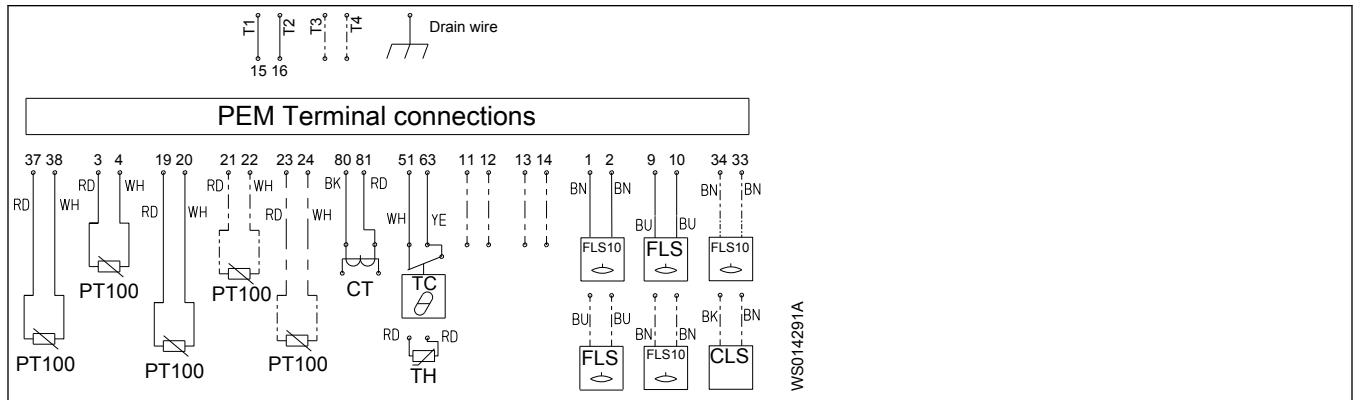 T1 T2 T3 T4 Drain wire
15 16
PEM Terminal connections
37 38 3 4 19 20 21 22 23 24 80 81 51 63 11 12 13 14 1 2 9 10 34 33
RD WH RD WH RD WH RD WH RD WH BK RD WH YE BN BN BU BU BN BN
FLS10 FLS FLS10
PT100 PT100 CT TC
RD RD BU BU BN BN BK BN
PT100 PT100 PT100 TH FLS FLS10 CLS
WS014291A